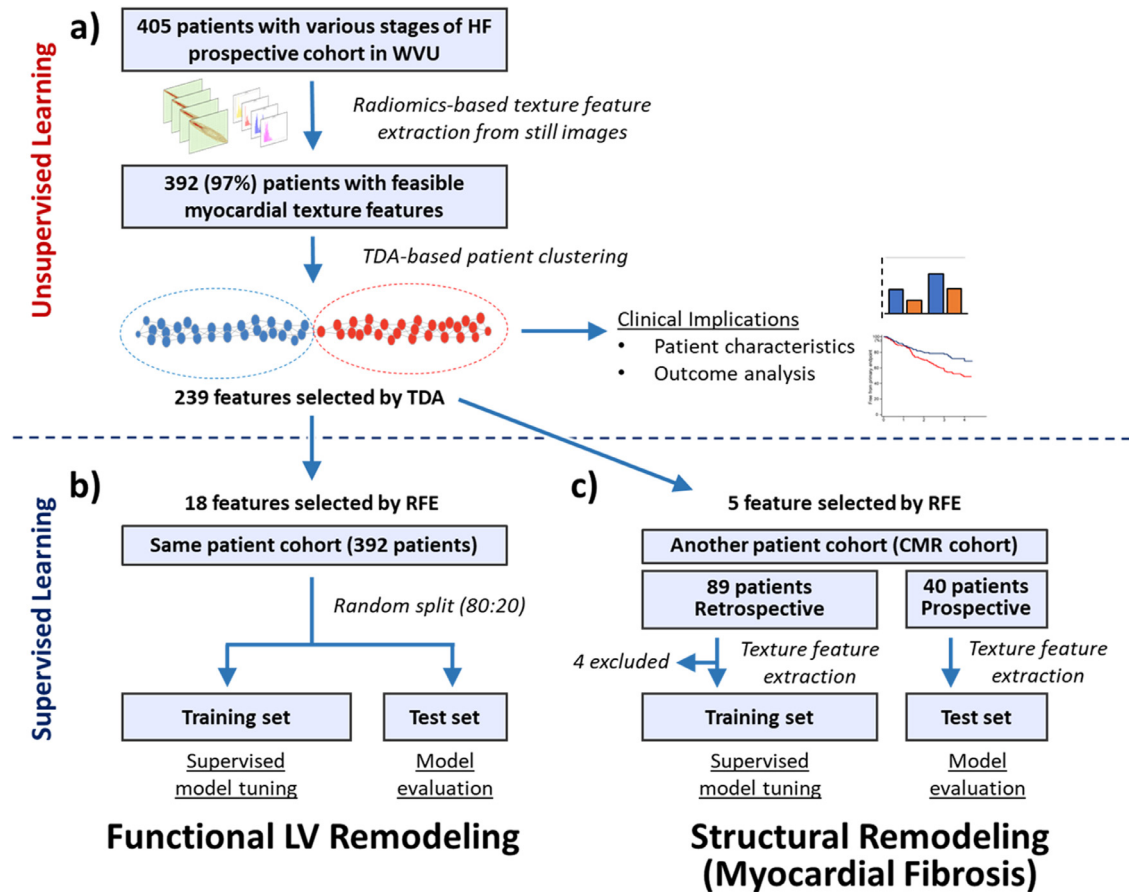 Unsupervised Learning
a)
405 patients with various stages of HF
prospective cohort in WVU
Radiomics-based texture feature
extraction from still images
392 (97%) patients with feasible
myocardial texture features
TDA-based patient clustering
Clinical Implications
• Patient characteristics
• Outcome analysis
239 features selected by TDA
Supervised Learning
b)
18 features selected by RFE
Same patient cohort (392 patients)
Random split (80:20)
Training set
Test set
Supervised
model tuning
Model
evaluation
Functional LV Remodeling
c)
5 feature selected by RFE
Another patient cohort (CMR cohort)
89 patients
Retrospective
40 patients
Prospective
4 excluded
Texture feature
extraction
Texture feature
extraction
Training set
Test set
Supervised
model tuning
Model
evaluation
Structural Remodeling
(Myocardial Fibrosis)